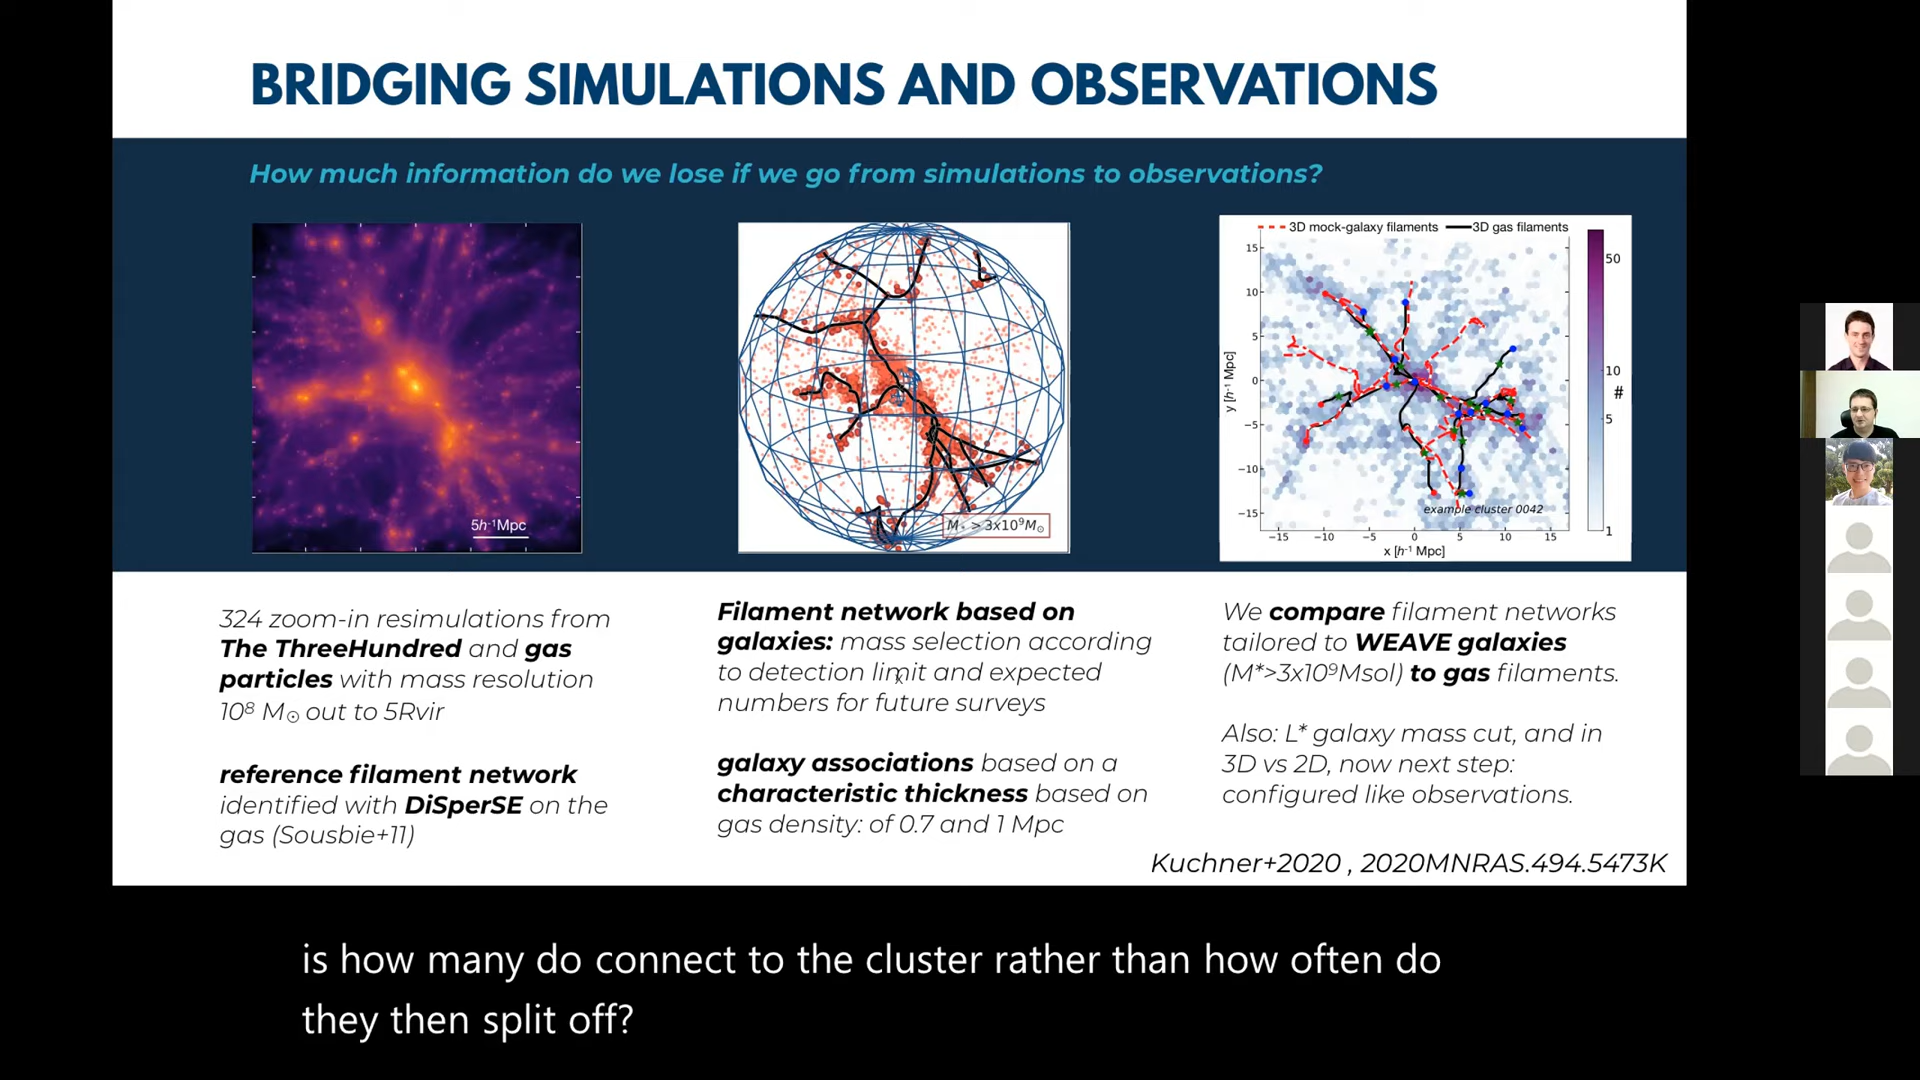 BRIDGING SIMULATIONS AND OBSERVATIONS
How much information do we lose if we go from simulations to observations?
5h⁻¹Mpc
M⋆ > 3x10⁹M☉
3D mock-galaxy filaments
3D gas filaments
15
10
5
0
−5
−10
−15
y [h⁻¹ Mpc]
−15
−10
−5
0
5
10
15
x [h⁻¹ Mpc]
example cluster 0042
50
10
5
1
#
324 zoom-in resimulations from
The ThreeHundred and gas
particles with mass resolution
10⁸ M☉ out to 5Rvir
reference filament network
identified with DiSperSE on the
gas (Sousbie+11)
Filament network based on
galaxies: mass selection according
to detection limit and expected
numbers for future surveys
galaxy associations based on a
characteristic thickness based on
gas density: of 0.7 and 1 Mpc
We compare filament networks
tailored to WEAVE galaxies
(M*>3x10⁹Msol) to gas filaments.
Also: L* galaxy mass cut, and in
3D vs 2D, now next step:
configured like observations.
Kuchner+2020 , 2020MNRAS.494.5473K
is how many do connect to the cluster rather than how often do
they then split off?